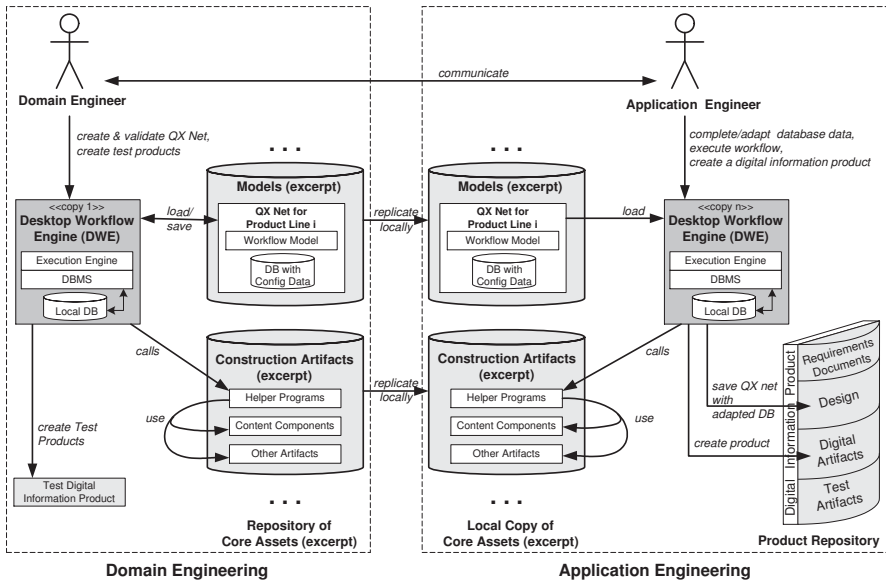 communicate
Domain Engineer
create & validate QX Net,
create test products
<<copy 1>>
Desktop Workflow
Engine (DWE)
Execution Engine
DBMS
Local DB
load/
save
calls
create Test
Products
Test Digital
Information Product
. . .
Models (excerpt)
QX Net for
Product Line i
Workflow Model
DB with
Config Data
Construction Artifacts
(excerpt)
Helper Programs
Content Components
Other Artifacts
use
. . .
Repository of
Core Assets (excerpt)
Domain Engineering
replicate
locally
replicate
locally
Application Engineer
complete/adapt database data,
execute workflow,
create a digital information product
. . .
Models (excerpt)
QX Net for
Product Line i
Workflow Model
DB with
Config Data
load
<<copy n>>
Desktop Workflow
Engine (DWE)
Execution Engine
DBMS
Local DB
Construction Artifacts
(excerpt)
Helper Programs
Content Components
Other Artifacts
use
calls
. . .
Local Copy of
Core Assets (excerpt)
save QX net
with
adapted DB
create product
Digital Information Product
Requirements
Documents
Design
Digital
Artifacts
Test
Artifacts
Product Repository
Application Engineering